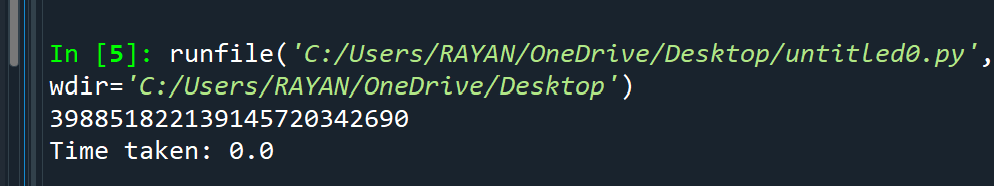 In [5]: runfile('C:/Users/RAYAN/OneDrive/Desktop/untitled0.py',
wdir='C:/Users/RAYAN/OneDrive/Desktop')
398851822139145720342690
Time taken: 0.0